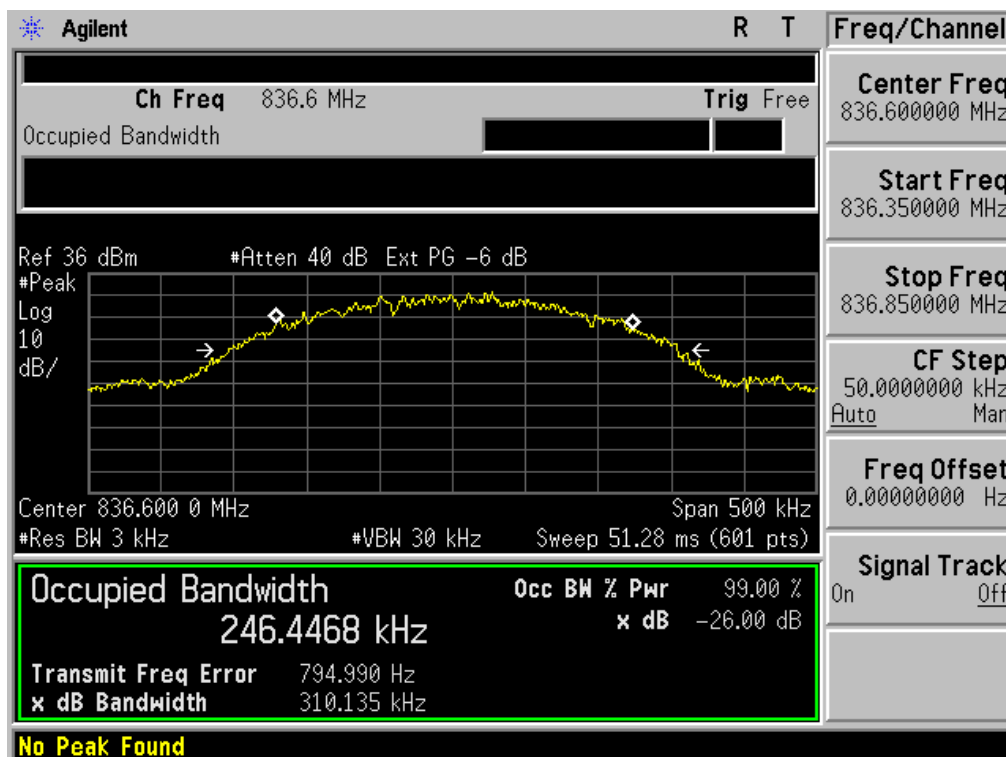 Agilent R T
Ch Freq 836.6 MHz Trig Free
Occupied Bandwidth
Ref 36 dBm #Atten 40 dB Ext PG -6 dB
#Peak
Log
10
dB/
Center 836.600 0 MHz Span 500 kHz
#Res BW 3 kHz #VBW 30 kHz Sweep 51.28 ms (601 pts)
Occupied Bandwidth Occ BW % Pwr 99.00 %
246.4468 kHz x dB -26.00 dB
Transmit Freq Error 794.990 Hz
x dB Bandwidth 310.135 kHz
No Peak Found
Freq/Channel
Center Freq
836.600000 MHz
Start Freq
836.350000 MHz
Stop Freq
836.850000 MHz
CF Step
50.0000000 kHz
Auto Man
Freq Offset
0.00000000 Hz
Signal Track
On Off